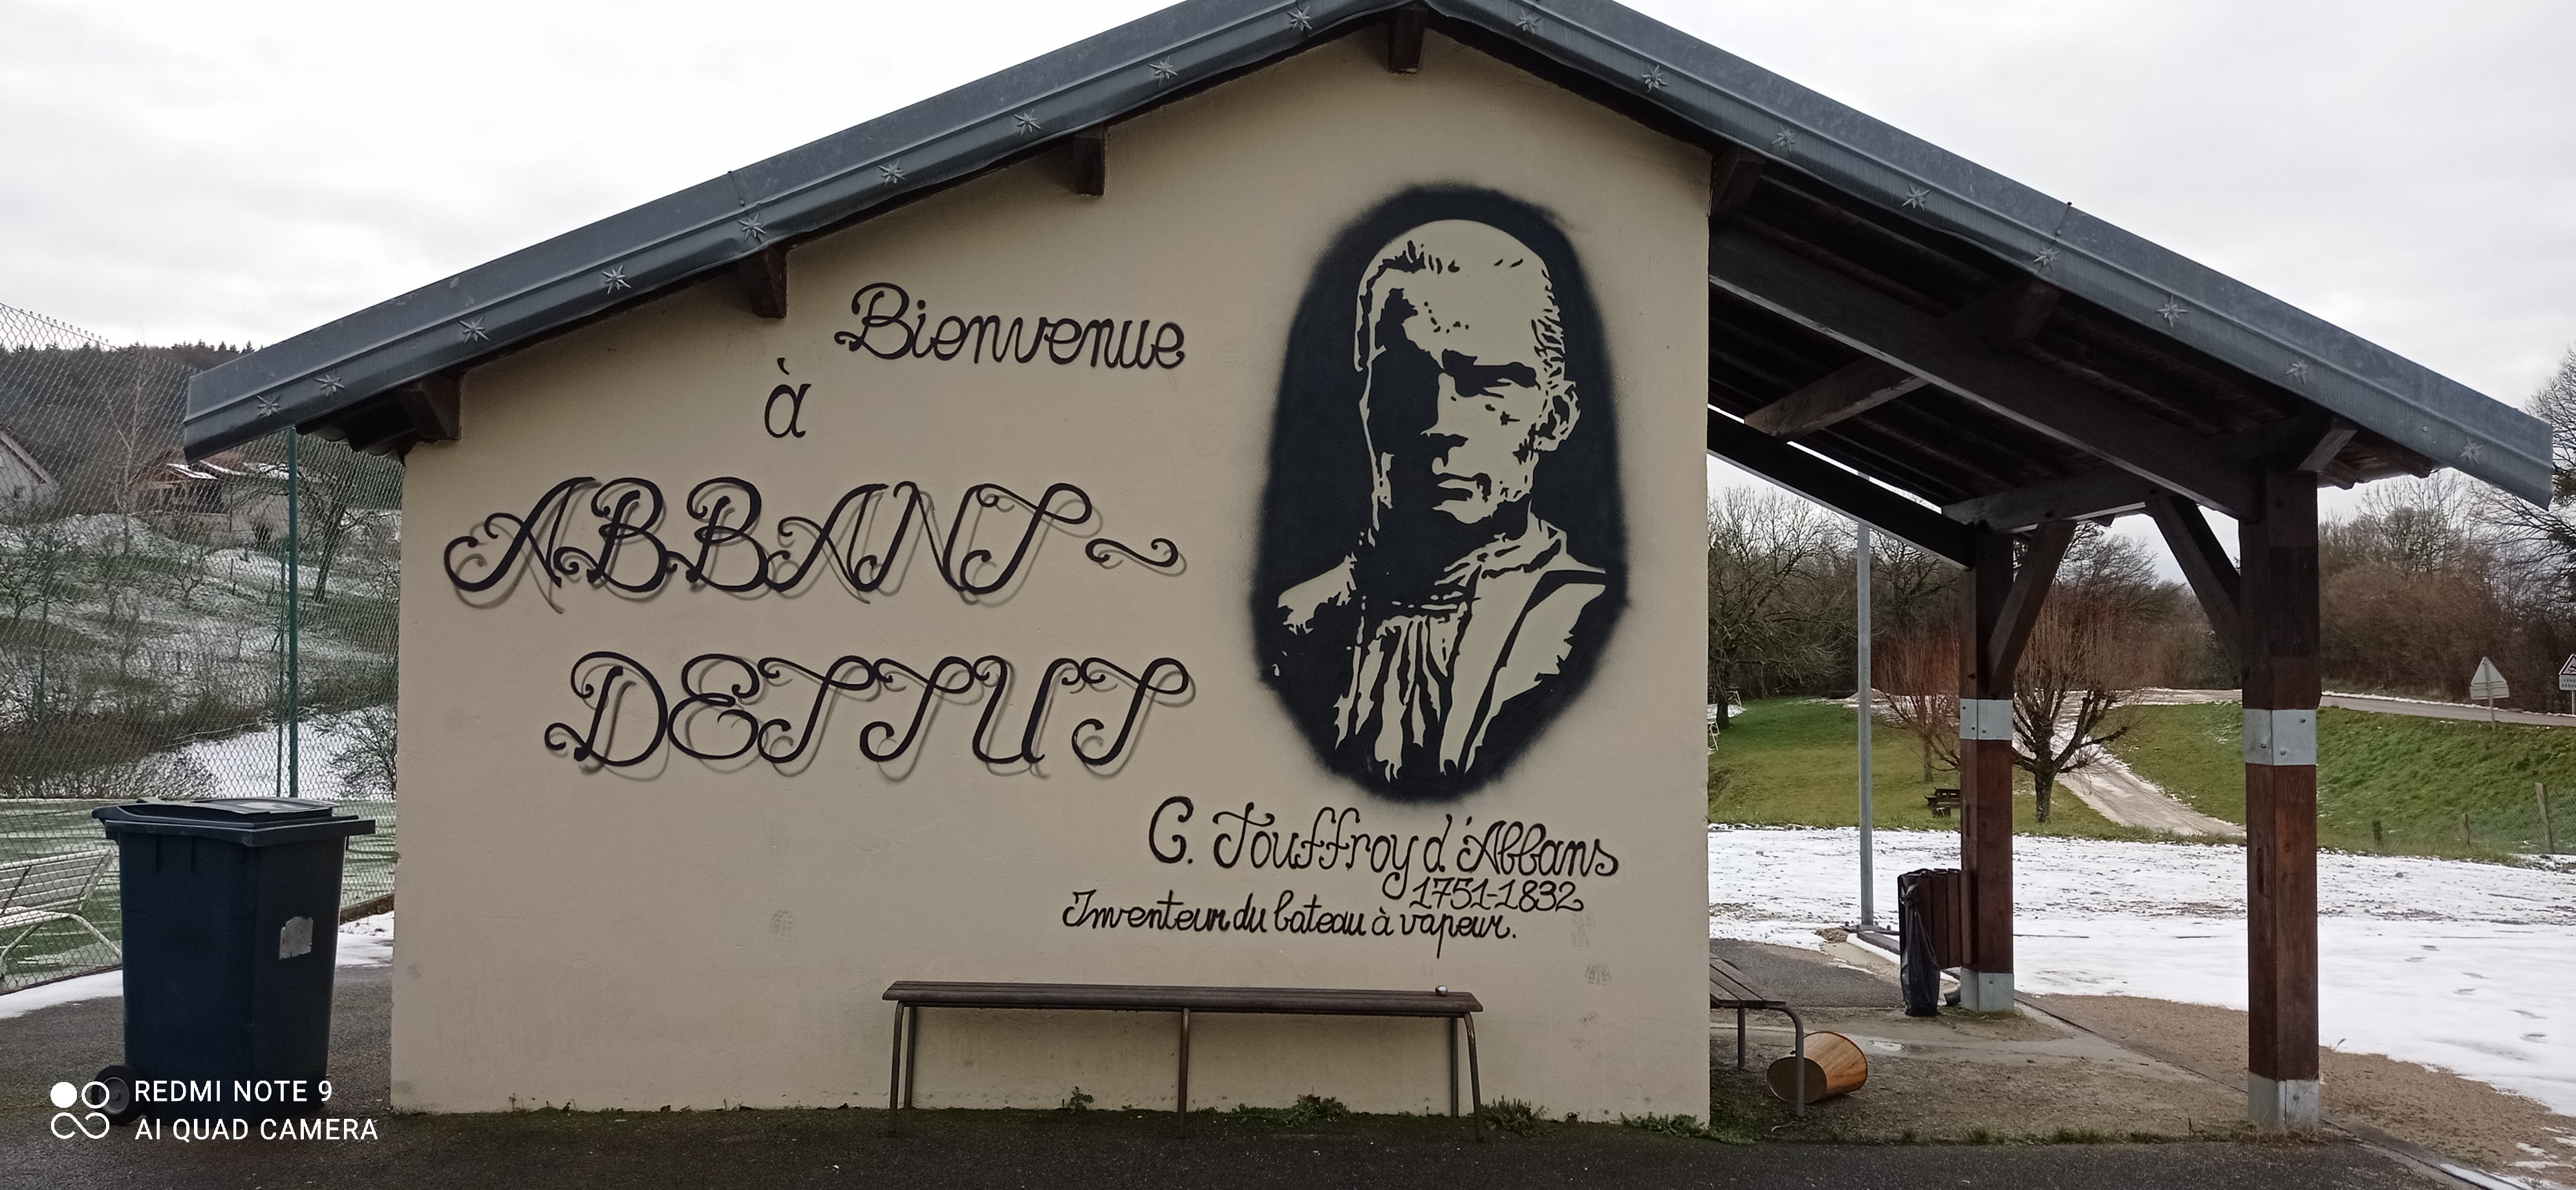 Bienvenue
à
ABBANS~
DESSUS
C. Jouffroy d'Abbans
1751-1832
Inventeur du bateau à vapeur.
REDMI NOTE 9
AI QUAD CAMERA